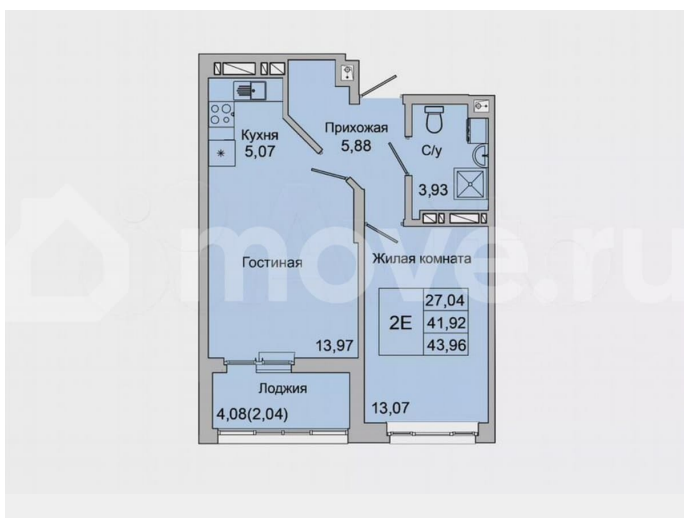 Кухня
5,07
Прихожая
5,88
С/у
3,93
Гостиная
13,97
Жилая комната
2Е
27,04
41,92
43,96
13,07
Лоджия
4,08(2,04)
move.ru